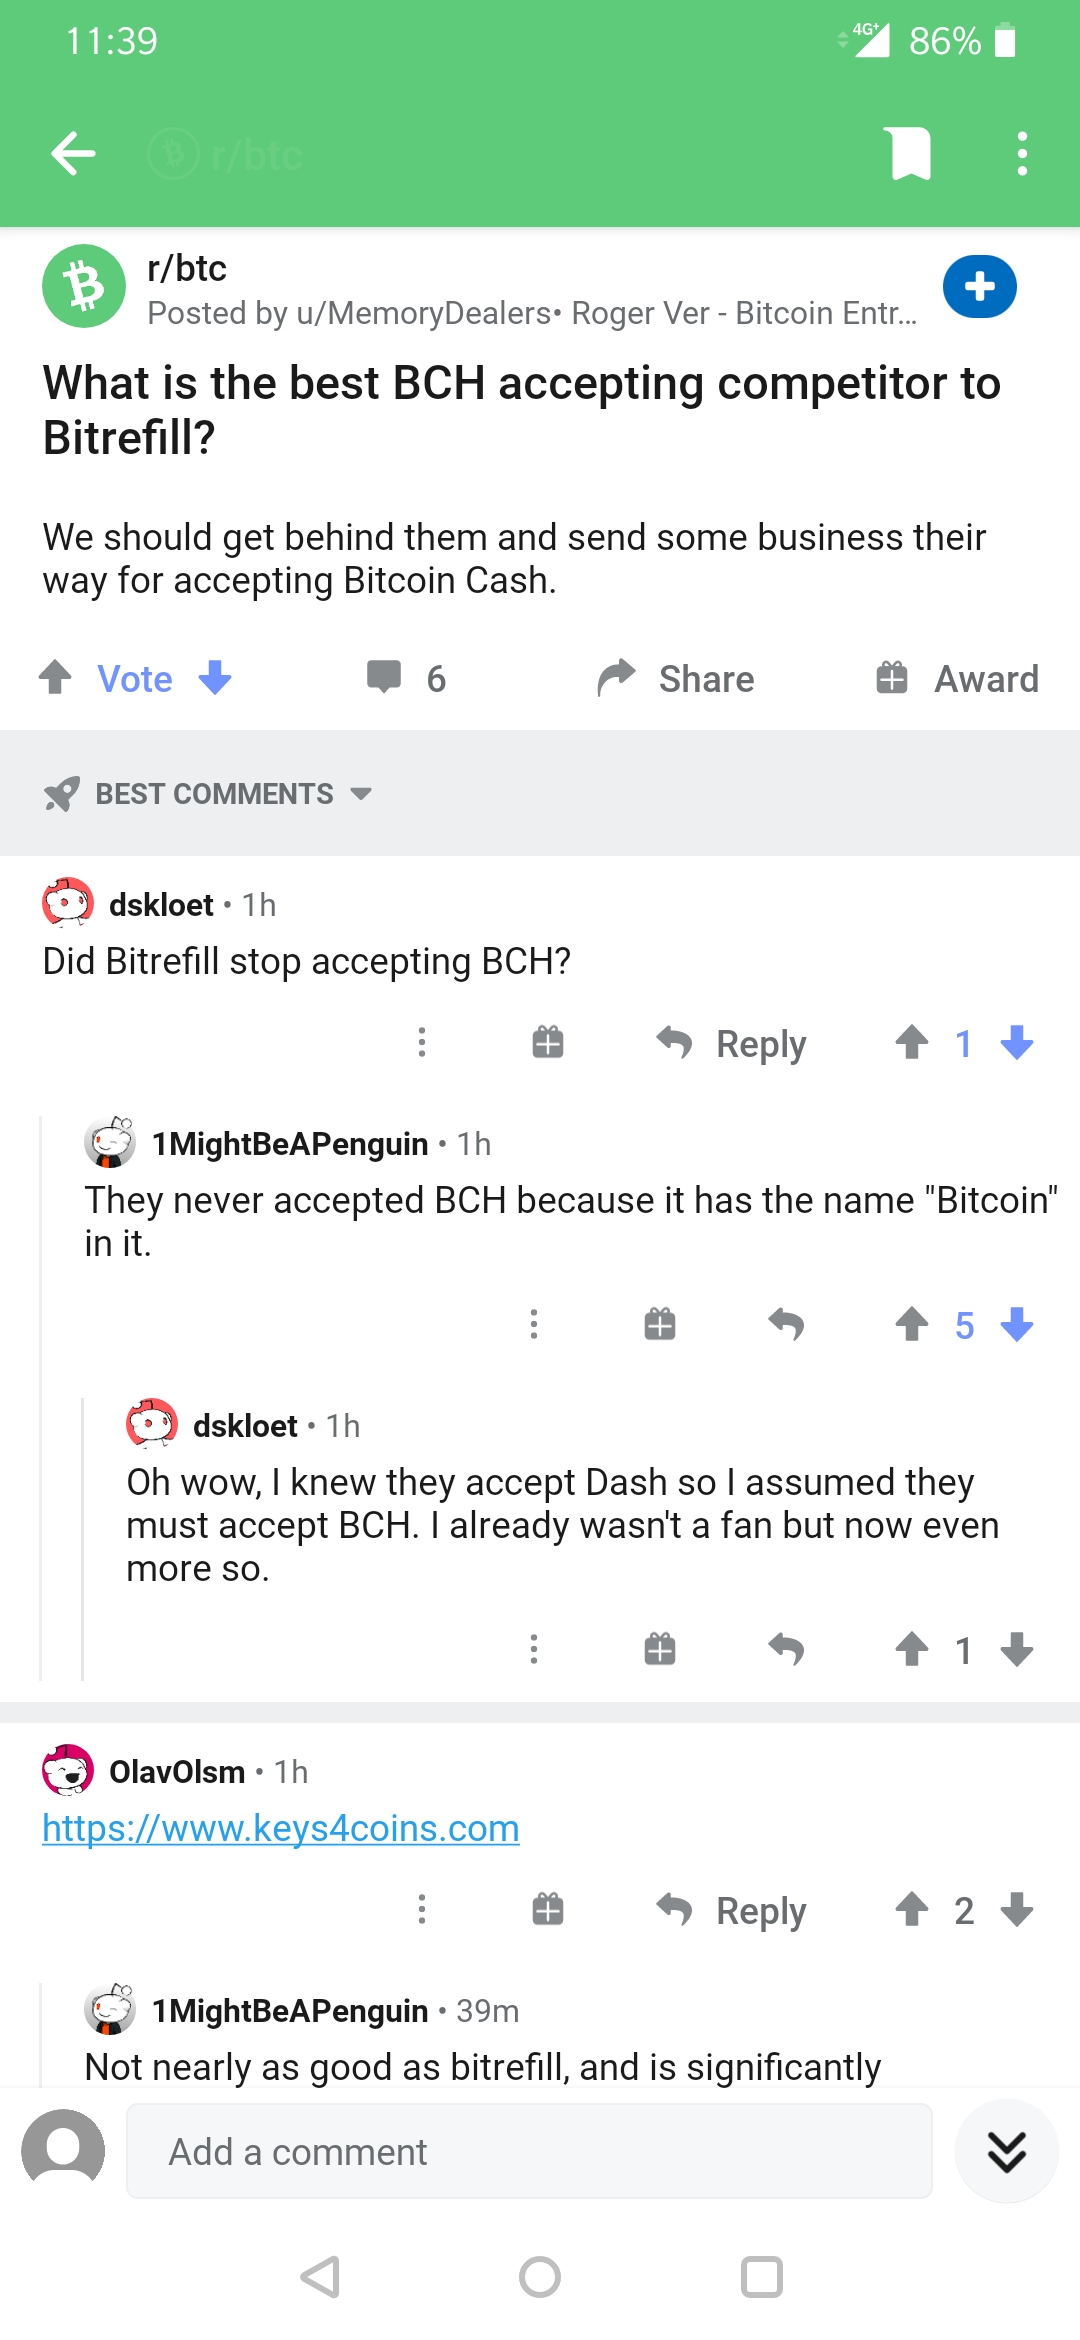 11:39
4G+ 86%
r/btc
r/btc
Posted by u/MemoryDealers• Roger Ver - Bitcoin Entr...
What is the best BCH accepting competitor to
Bitrefill?
We should get behind them and send some business their
way for accepting Bitcoin Cash.
Vote 6 Share Award
BEST COMMENTS
dskloet • 1h
Did Bitrefill stop accepting BCH?
Reply 1
1MightBeAPenguin • 1h
They never accepted BCH because it has the name "Bitcoin"
in it.
5
dskloet • 1h
Oh wow, I knew they accept Dash so I assumed they
must accept BCH. I already wasn't a fan but now even
more so.
1
OlavOlsm • 1h
https://www.keys4coins.com
Reply 2
1MightBeAPenguin • 39m
Not nearly as good as bitrefill, and is significantly
Add a comment